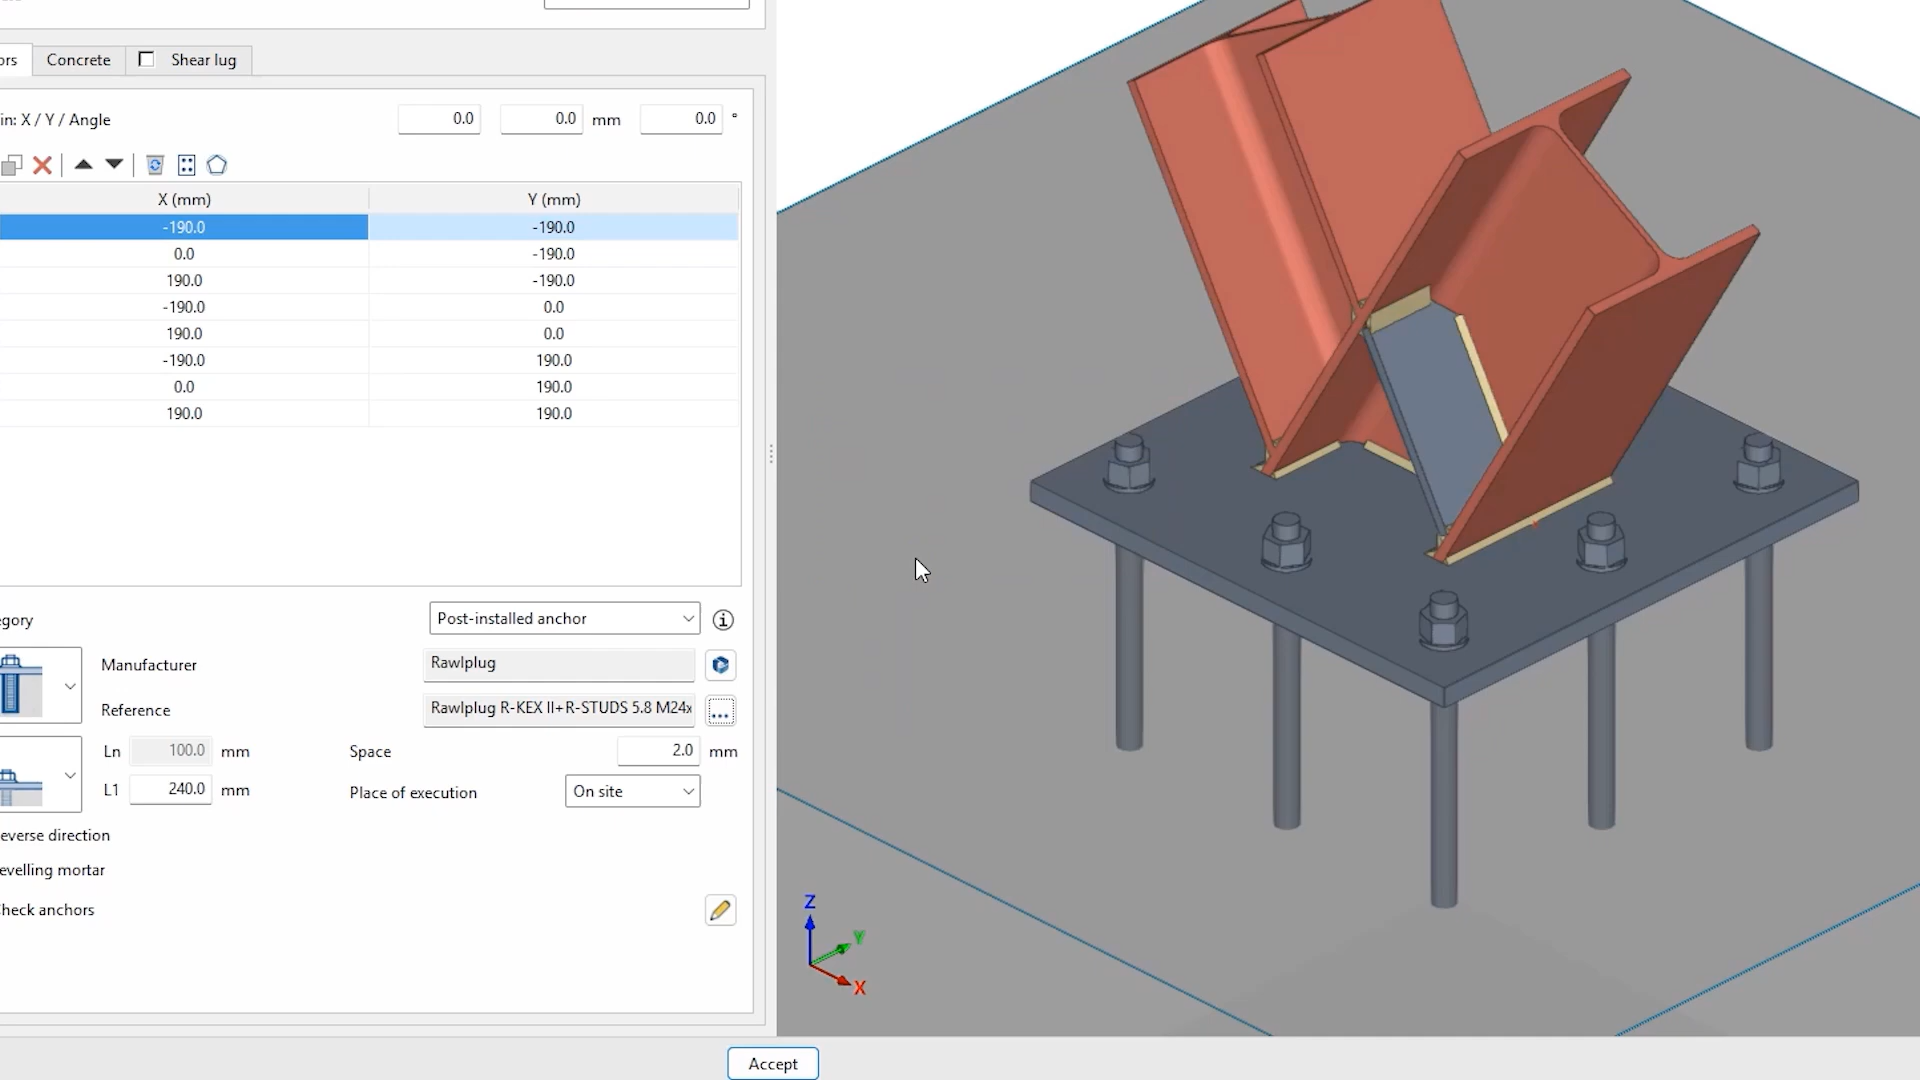 ors Concrete Shear lug
in: X / Y / Angle 0.0 0.0 mm 0.0 °
X (mm) Y (mm)
-190.0 -190.0
0.0 -190.0
190.0 -190.0
-190.0 0.0
190.0 0.0
-190.0 190.0
0.0 190.0
190.0 190.0
egory Post-installed anchor
Manufacturer Rawlplug
Reference Rawlplug R-KEX II+R-STUDS 5.8 M24x ...
Ln 100.0 mm Space 2.0 mm
L1 240.0 mm Place of execution On site
everse direction
evelling mortar
heck anchors
Accept
Z
Y
X